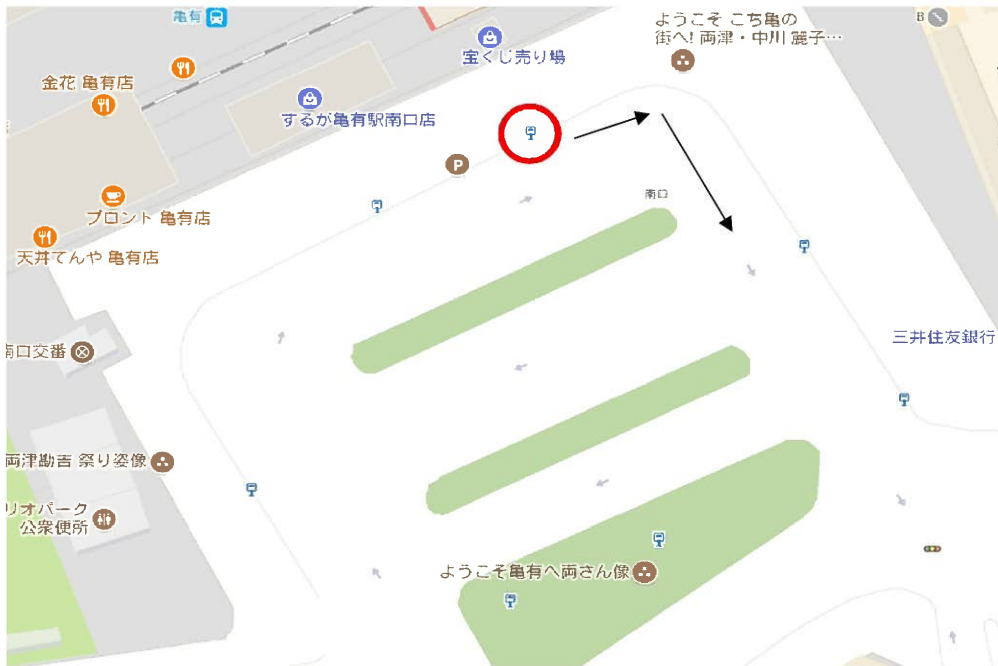 亀有
B
ようこそ こち亀の
街へ! 両津・中川 麗子…
宝くじ売り場
金花 亀有店
するが亀有駅南口店
P
南口
プロント 亀有店
天丼てんや 亀有店
三井住友銀行
南口交番
両津勘吉 祭り姿像
リオパーク
公衆便所
ようこそ亀有へ両さん像